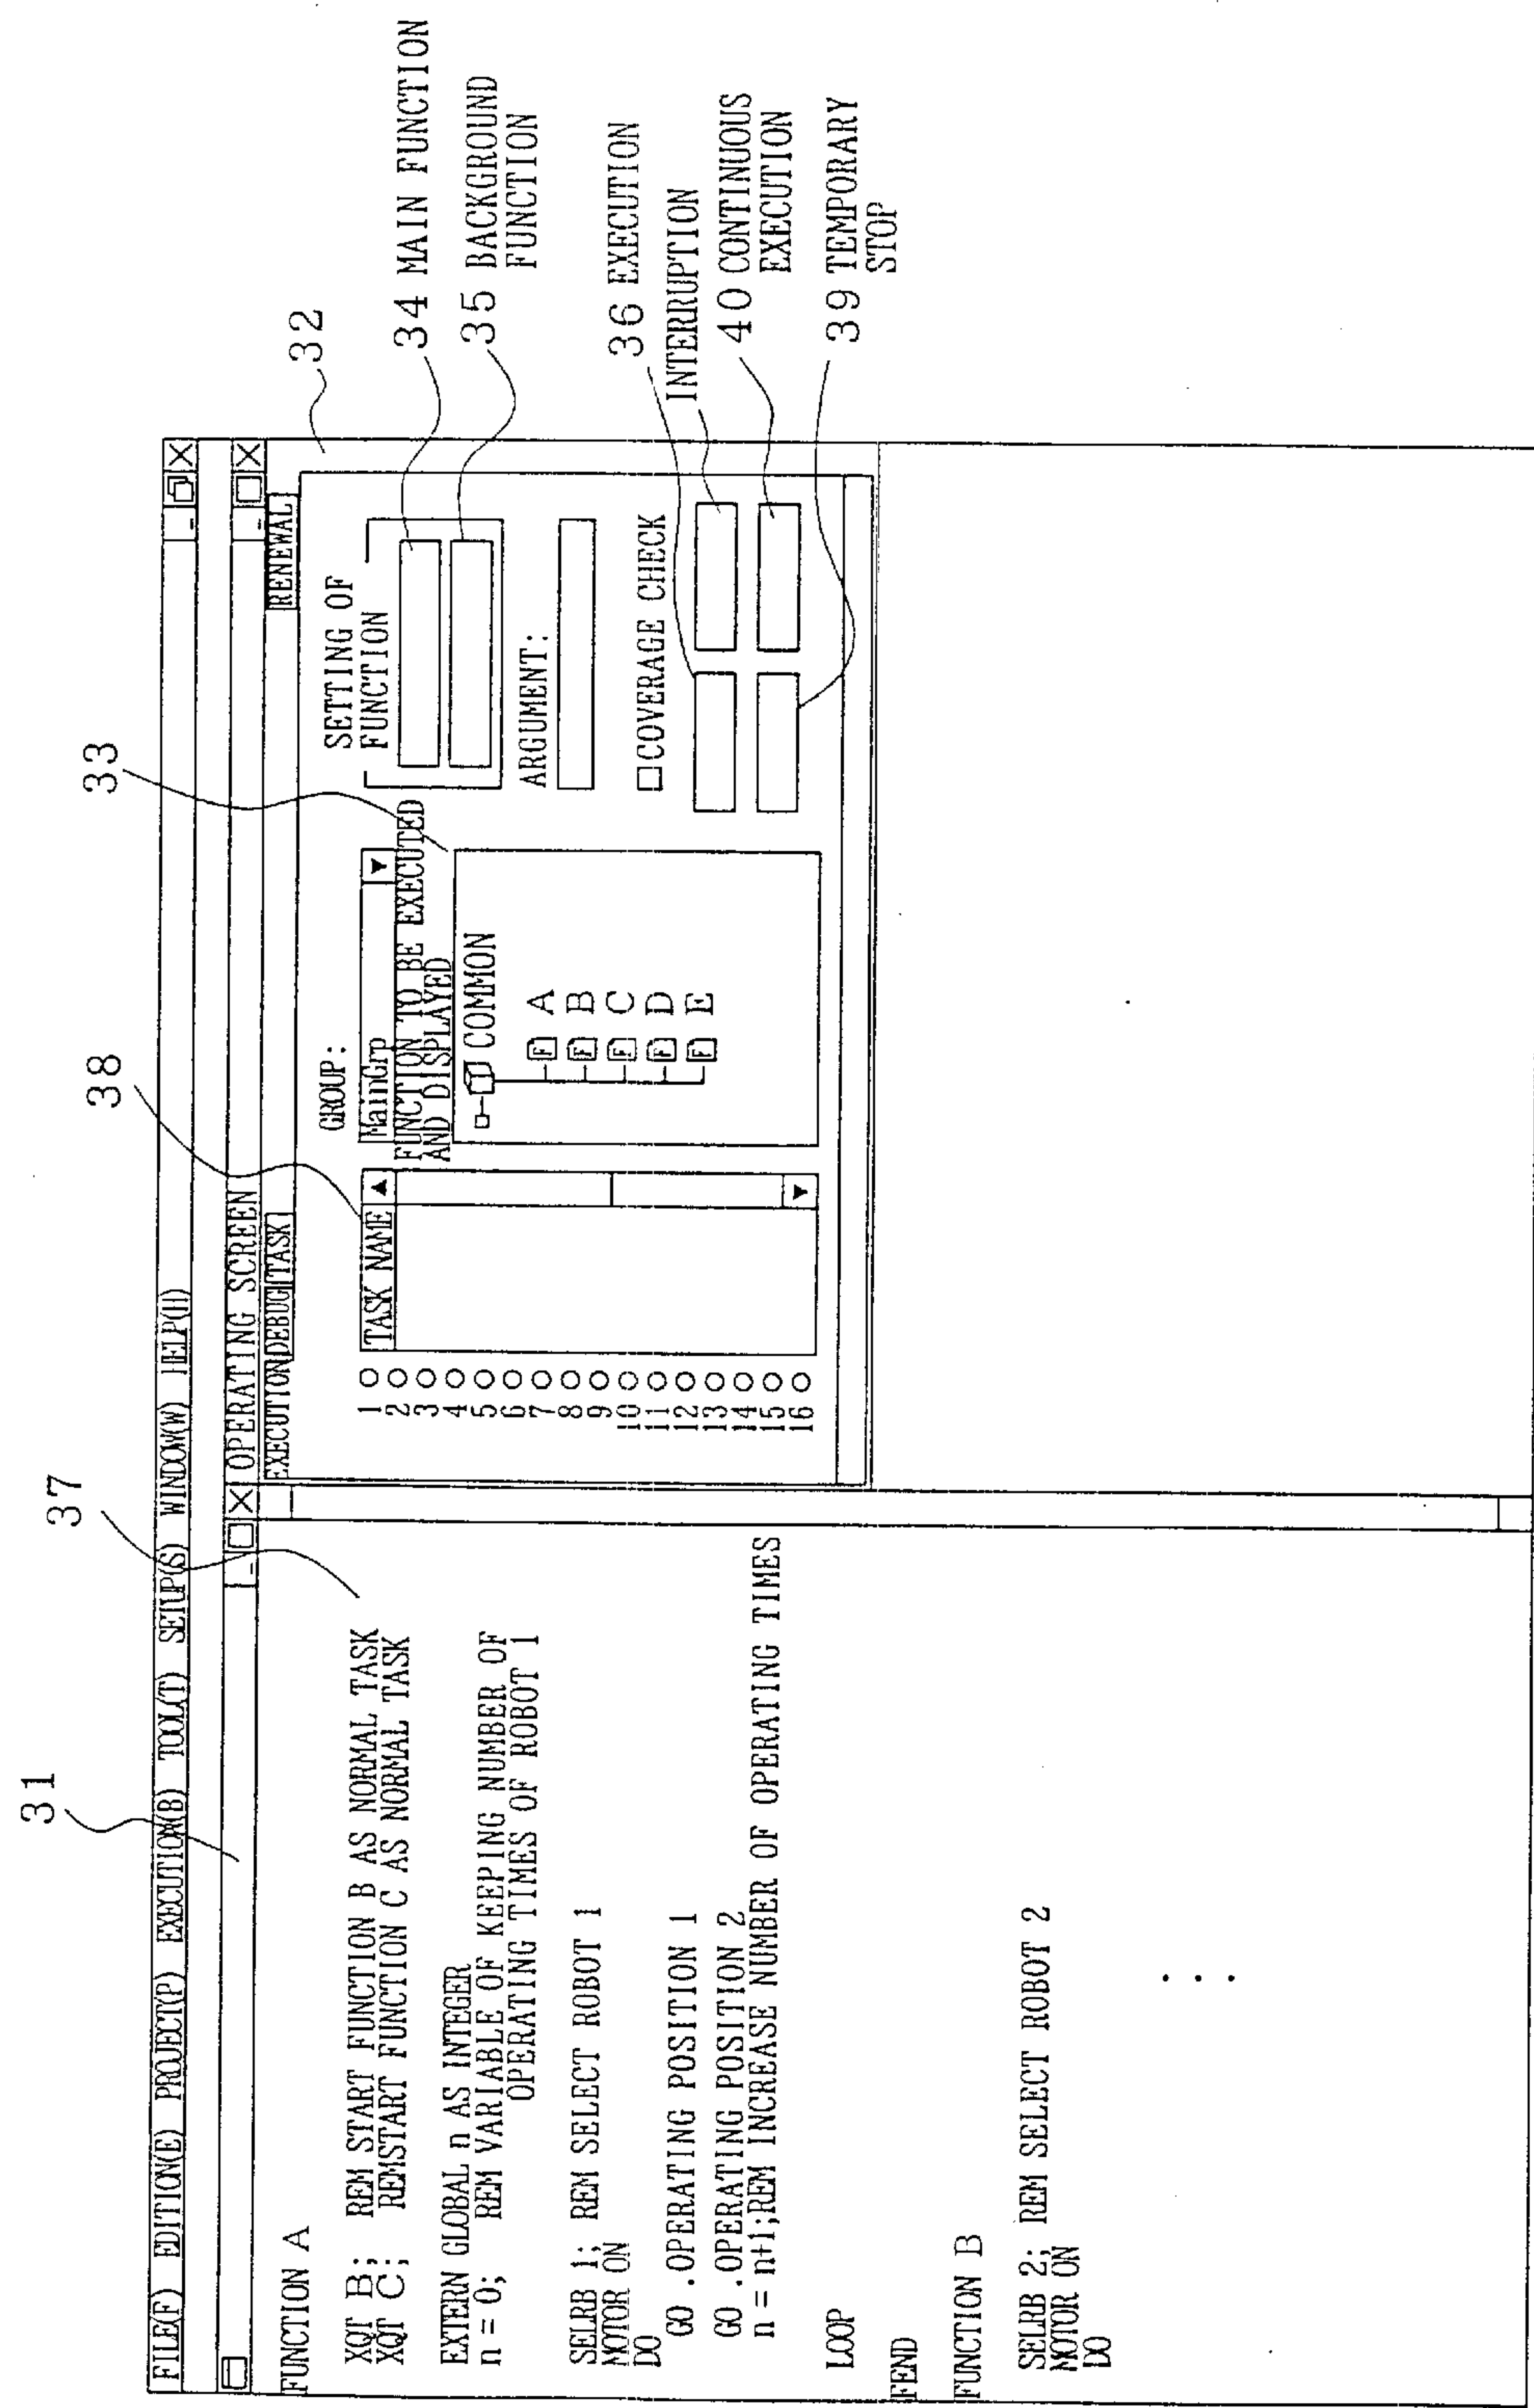 31
37
38
33
FILE(F) EDITION(E) PROJECT(P) EXECUTION(B) TOOL(T) SETUP(S) WINDOW(W) HELP(H)
FUNCTION A
XQT B; REM START FUNCTION B AS NORMAL TASK
XQT C; REMSTART FUNCTION C AS NORMAL TASK
EXTERN GLOBAL n AS INTEGER
n = 0; REM VARIABLE OF KEEPING NUMBER OF
OPERATING TIMES OF ROBOT 1
SELRB 1; REM SELECT ROBOT 1
MOTOR ON
DO
GO .OPERATING POSITION 1
GO .OPERATING POSITION 2
n = n+1;REM INCREASE NUMBER OF OPERATING TIMES
LOOP
FEND
FUNCTION B
SELRB 2; REM SELECT ROBOT 2
MOTOR ON
DO
. . .
OPERATING SCREEN
EXECUTION DEBUG TASK RENEWAL
1
2
3
4
5
6
7
8
9
10
11
12
13
14
15
16
TASK NAME
GROUP:
MainGrp
FUNCTION TO BE EXECUTED
AND DISPLAYED
COMMON
F A
F B
F C
F D
F E
SETTING OF
FUNCTION
ARGUMENT:
COVERAGE CHECK
32
34 MAIN FUNCTION
35 BACKGROUND
FUNCTION
36 EXECUTION
INTERRUPTION
40 CONTINUOUS
EXECUTION
39 TEMPORARY
STOP